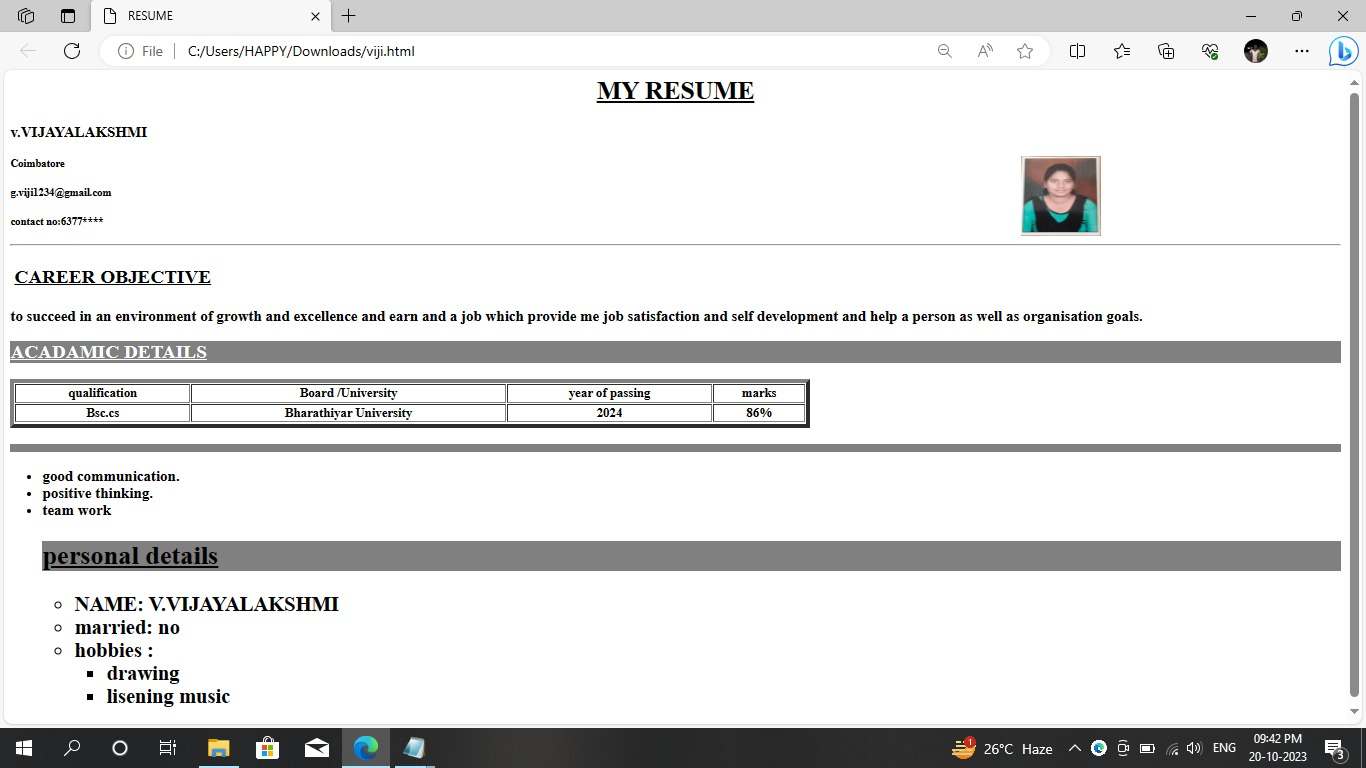 RESUME
File
C:/Users/HAPPY/Downloads/viji.html
MY RESUME
v.VIJAYALAKSHMI
Coimbatore
g.viji1234@gmail.com
contact no:6377****
CAREER OBJECTIVE
to succeed in an environment of growth and excellence and earn and a job which provide me job satisfaction and self development and help a person as well as organisation goals.
ACADAMIC DETAILS
qualification Board /University year of passing marks
Bsc.cs Bharathiyar University 2024 86%
good communication.
positive thinking.
team work
personal details
NAME: V.VIJAYALAKSHMI
married: no
hobbies :
drawing
lisening music
1
26°C Haze
ENG
09:42 PM
20-10-2023
3